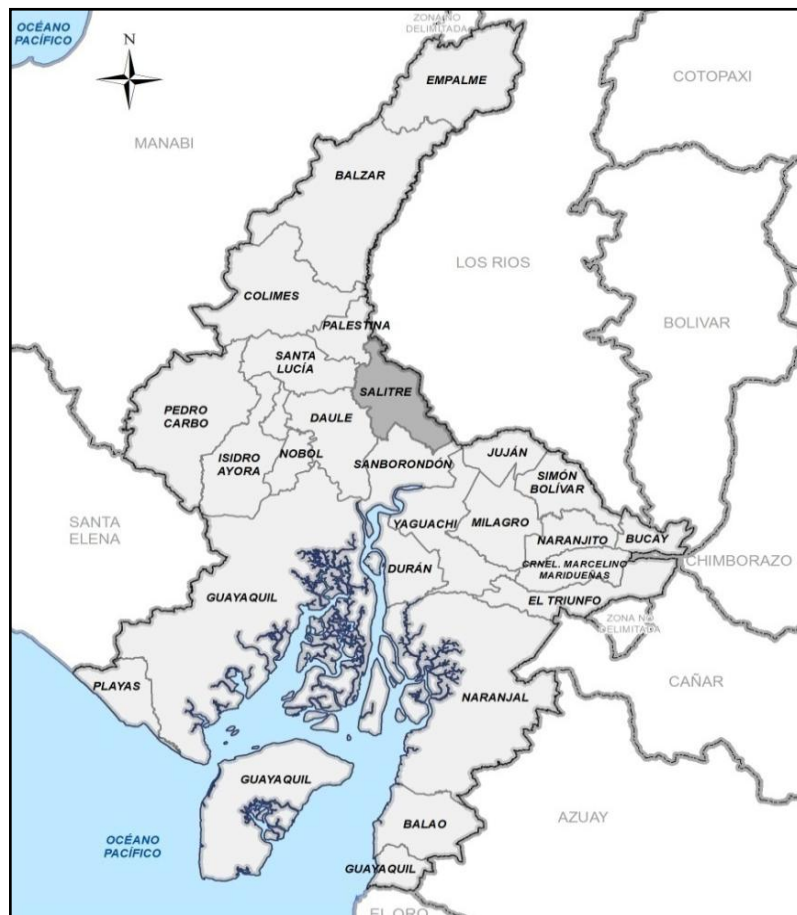 OCÉANO
PACÍFICO
N
ZONA NO
DELIMITADA
EMPALME
COTOPAXI
MANABI
BALZAR
LOS RIOS
COLIMES
BOLIVAR
PALESTINA
SANTA
LUCÍA
SALITRE
PEDRO
CARBO
DAULE
ISIDRO
AYORA
NOBOL
SANBORONDÓN
JUJÁN
SIMÓN
BOLÍVAR
SANTA
ELENA
YAGUACHI
MILAGRO
NARANJITO
BUCAY
CHIMBORAZO
GUAYAQUIL
DURÁN
CRNEL. MARCELINO
MARIDUEÑAS
EL TRIUNFO
ZONA NO
DELIMITADA
PLAYAS
NARANJAL
CAÑAR
GUAYAQUIL
AZUAY
BALAO
OCÉANO
PACÍFICO
GUAYAQUIL
EL ORO